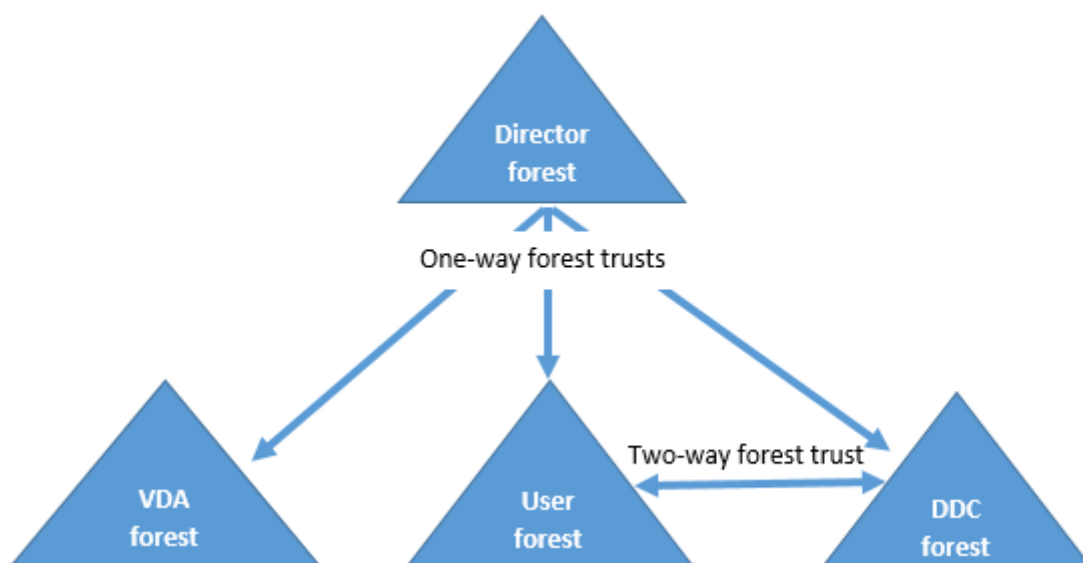 Director
forest
One-way forest trusts
Two-way forest trust
VDA
forest
User
forest
DDC
forest